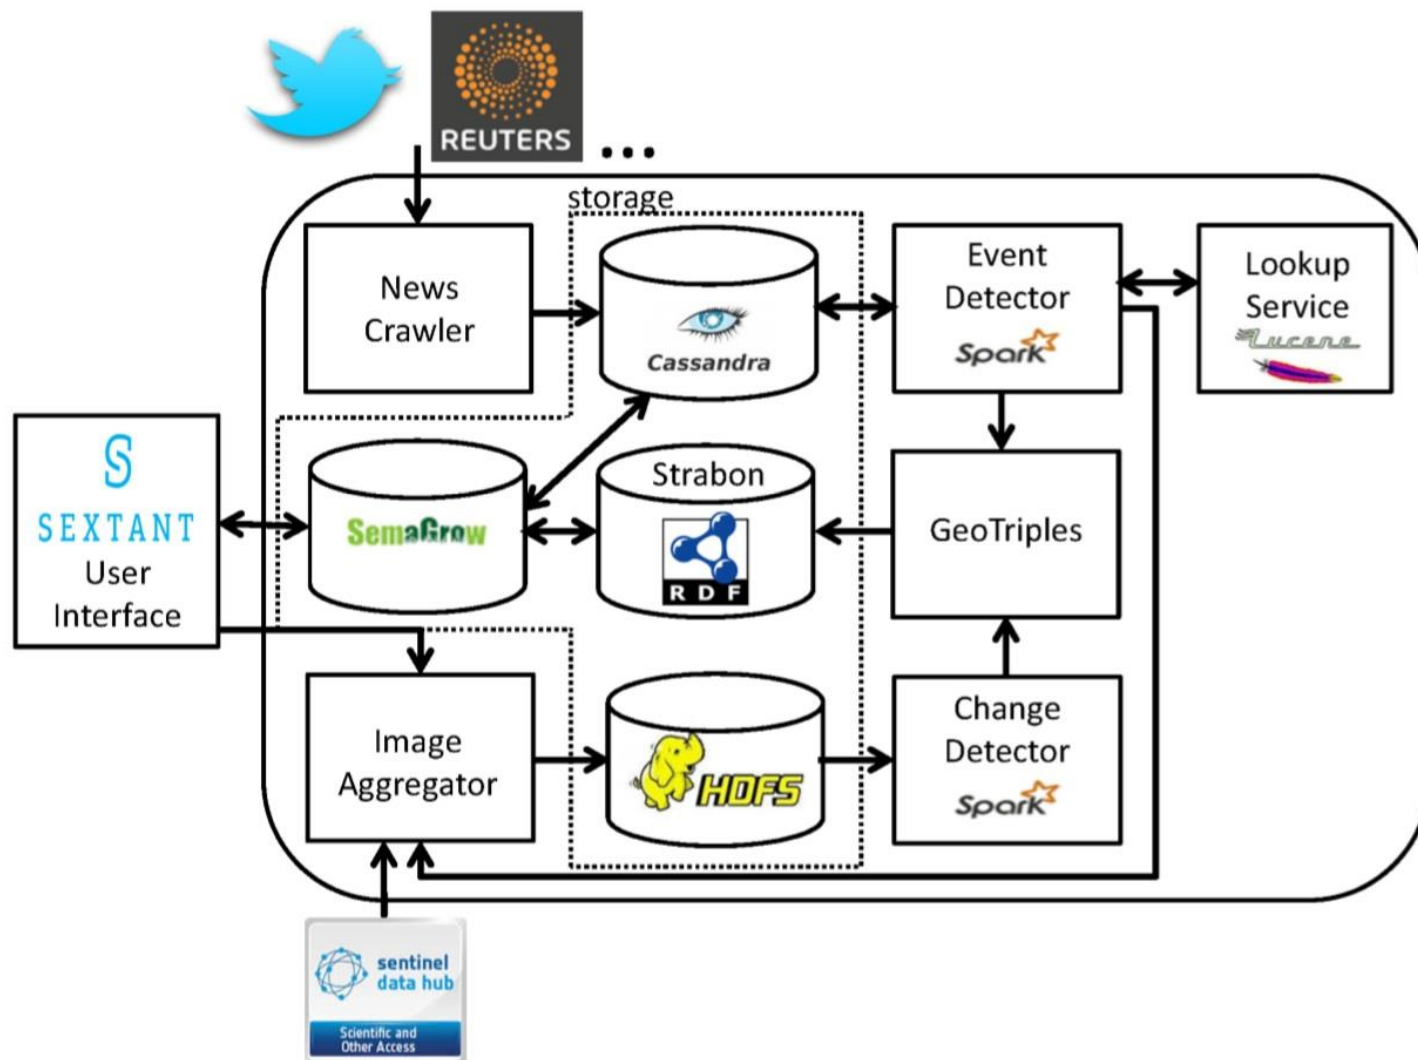 REUTERS
...
storage
News
Crawler
Cassandra
Event
Detector
Spark
Lookup
Service
Lucene
S
SEXTANT
User
Interface
SemaGrow
Strabon
RDF
GeoTriples
Image
Aggregator
HDFS
Change
Detector
Spark
sentinel
data hub
Scientific and
Other Access